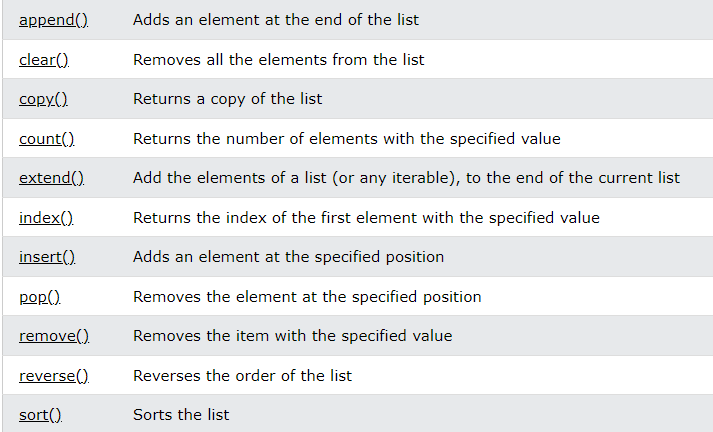 append() Adds an element at the end of the list
clear() Removes all the elements from the list
copy() Returns a copy of the list
count() Returns the number of elements with the specified value
extend() Add the elements of a list (or any iterable), to the end of the current list
index() Returns the index of the first element with the specified value
insert() Adds an element at the specified position
pop() Removes the element at the specified position
remove() Removes the item with the specified value
reverse() Reverses the order of the list
sort() Sorts the list